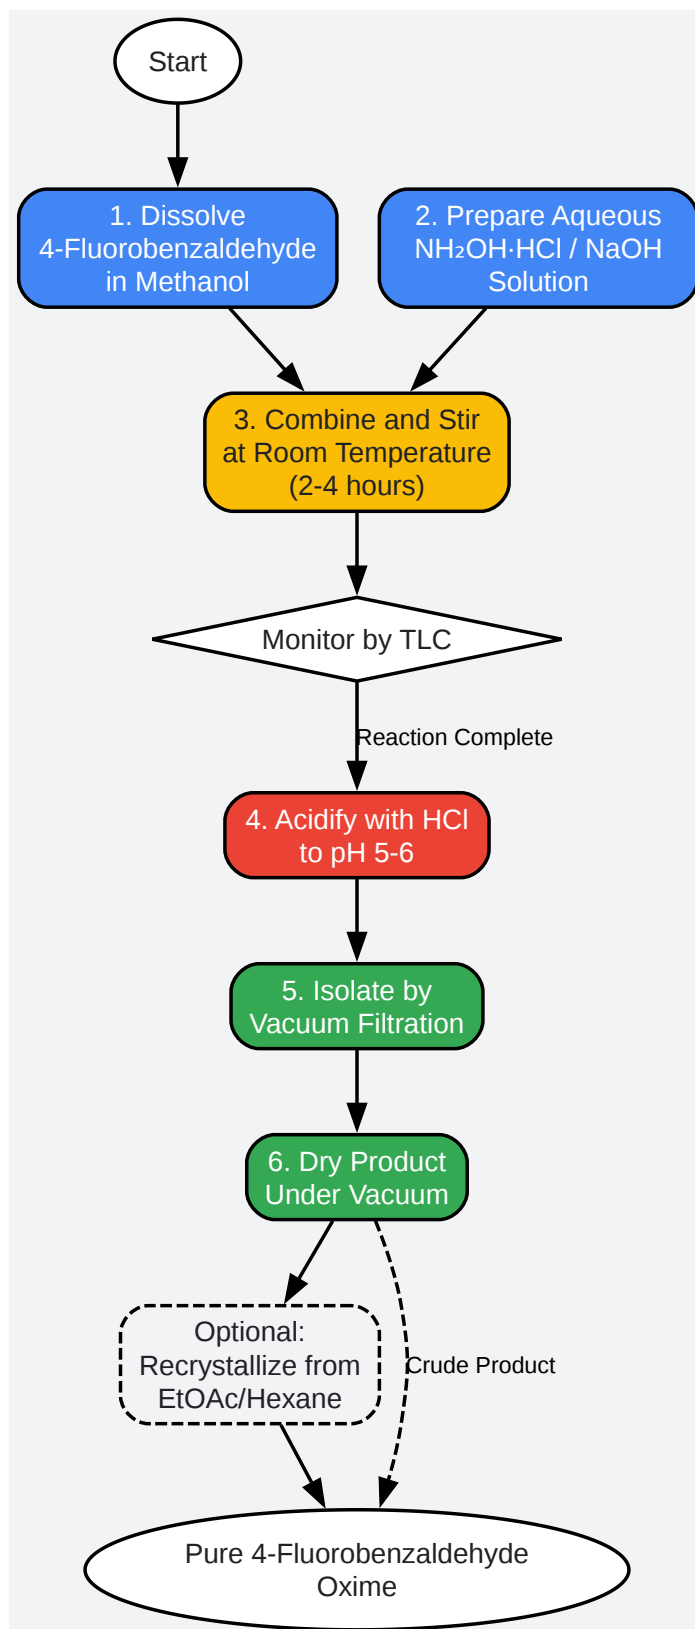 Start
1. Dissolve
4-Fluorobenzaldehyde
in Methanol
2. Prepare Aqueous
NH₂OH·HCl / NaOH
Solution
3. Combine and Stir
at Room Temperature
(2-4 hours)
Monitor by TLC
Reaction Complete
4. Acidify with HCl
to pH 5-6
5. Isolate by
Vacuum Filtration
6. Dry Product
Under Vacuum
Optional:
Recrystallize from
EtOAc/Hexane
Crude Product
Pure 4-Fluorobenzaldehyde
Oxime